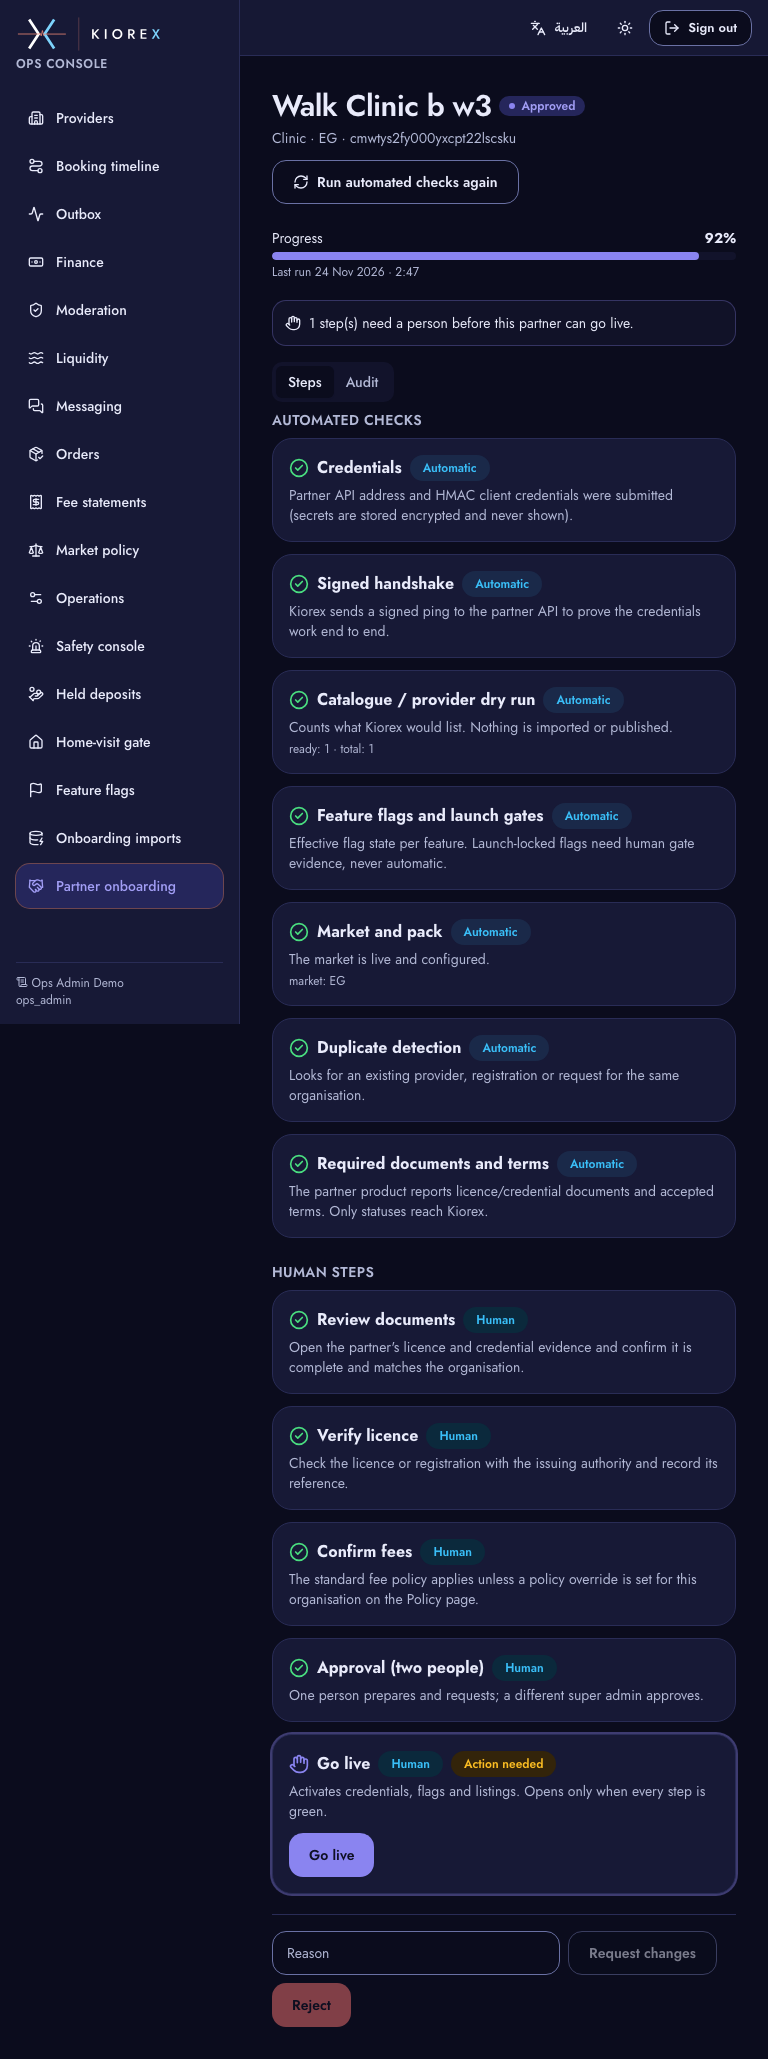 KIOREX
OPS CONSOLE
Providers
Booking timeline
Outbox
Finance
Moderation
Liquidity
Messaging
Orders
Fee statements
Market policy
Operations
Safety console
Held deposits
Home-visit gate
Feature flags
Onboarding imports
Partner onboarding
Ops Admin Demo
ops_admin
العربية
Sign out
Walk Clinic b w3
Approved
Clinic · EG · cmwtys2fy000yxcpt22lscsku
Run automated checks again
Progress
92%
Last run 24 Nov 2026 · 2:47
1 step(s) need a person before this partner can go live.
Steps
Audit
AUTOMATED CHECKS
Credentials
Automatic
Partner API address and HMAC client credentials were submitted
(secrets are stored encrypted and never shown).
Signed handshake
Automatic
Kiorex sends a signed ping to the partner API to prove the credentials
work end to end.
Catalogue / provider dry run
Automatic
Counts what Kiorex would list. Nothing is imported or published.
ready: 1 · total: 1
Feature flags and launch gates
Automatic
Effective flag state per feature. Launch-locked flags need human gate
evidence, never automatic.
Market and pack
Automatic
The market is live and configured.
market: EG
Duplicate detection
Automatic
Looks for an existing provider, registration or request for the same
organisation.
Required documents and terms
Automatic
The partner product reports licence/credential documents and accepted
terms. Only statuses reach Kiorex.
HUMAN STEPS
Review documents
Human
Open the partner's licence and credential evidence and confirm it is
complete and matches the organisation.
Verify licence
Human
Check the licence or registration with the issuing authority and record its
reference.
Confirm fees
Human
The standard fee policy applies unless a policy override is set for this
organisation on the Policy page.
Approval (two people)
Human
One person prepares and requests; a different super admin approves.
Go live
Human
Action needed
Activates credentials, flags and listings. Opens only when every step is
green.
Go live
Reason
Request changes
Reject